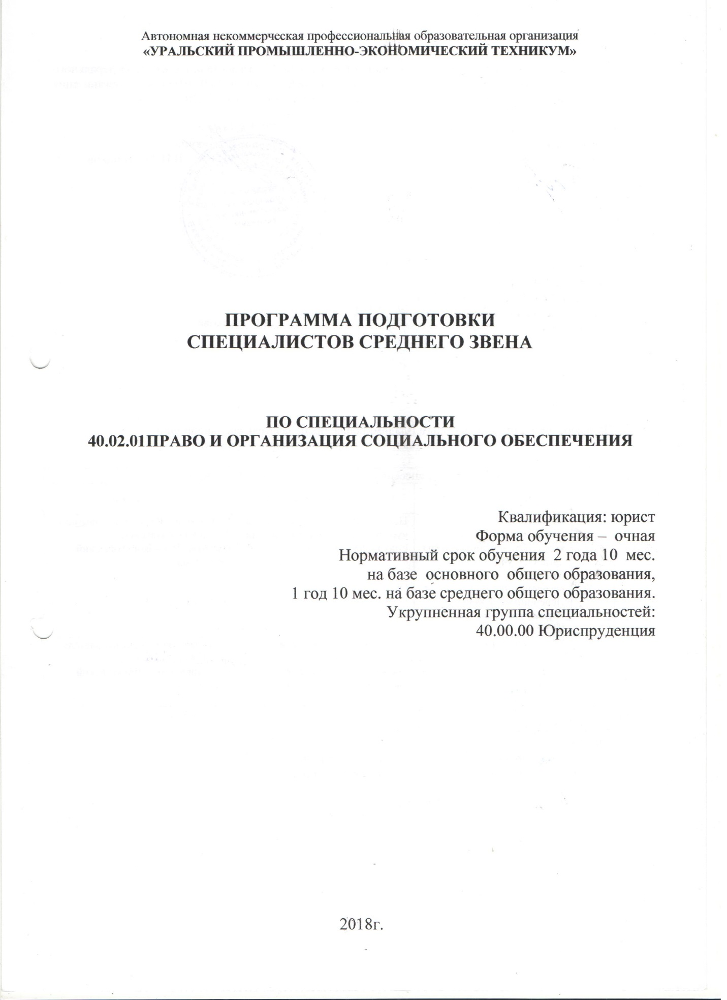 Автономная некоммерческая профессиональная образовательная организация
«УРАЛЬСКИЙ ПРОМЫШЛЕННО-ЭКОНОМИЧЕСКИЙ ТЕХНИКУМ»
ПРОГРАММА ПОДГОТОВКИ
СПЕЦИАЛИСТОВ СРЕДНЕГО ЗВЕНА
ПО СПЕЦИАЛЬНОСТИ
40.02.01ПРАВО И ОРГАНИЗАЦИЯ СОЦИАЛЬНОГО ОБЕСПЕЧЕНИЯ
Квалификация: юрист
Форма обучения – очная
Нормативный срок обучения 2 года 10 мес.
на базе основного общего образования,
1 год 10 мес. на базе среднего общего образования.
Укрупненная группа специальностей:
40.00.00 Юриспруденция
2018г.